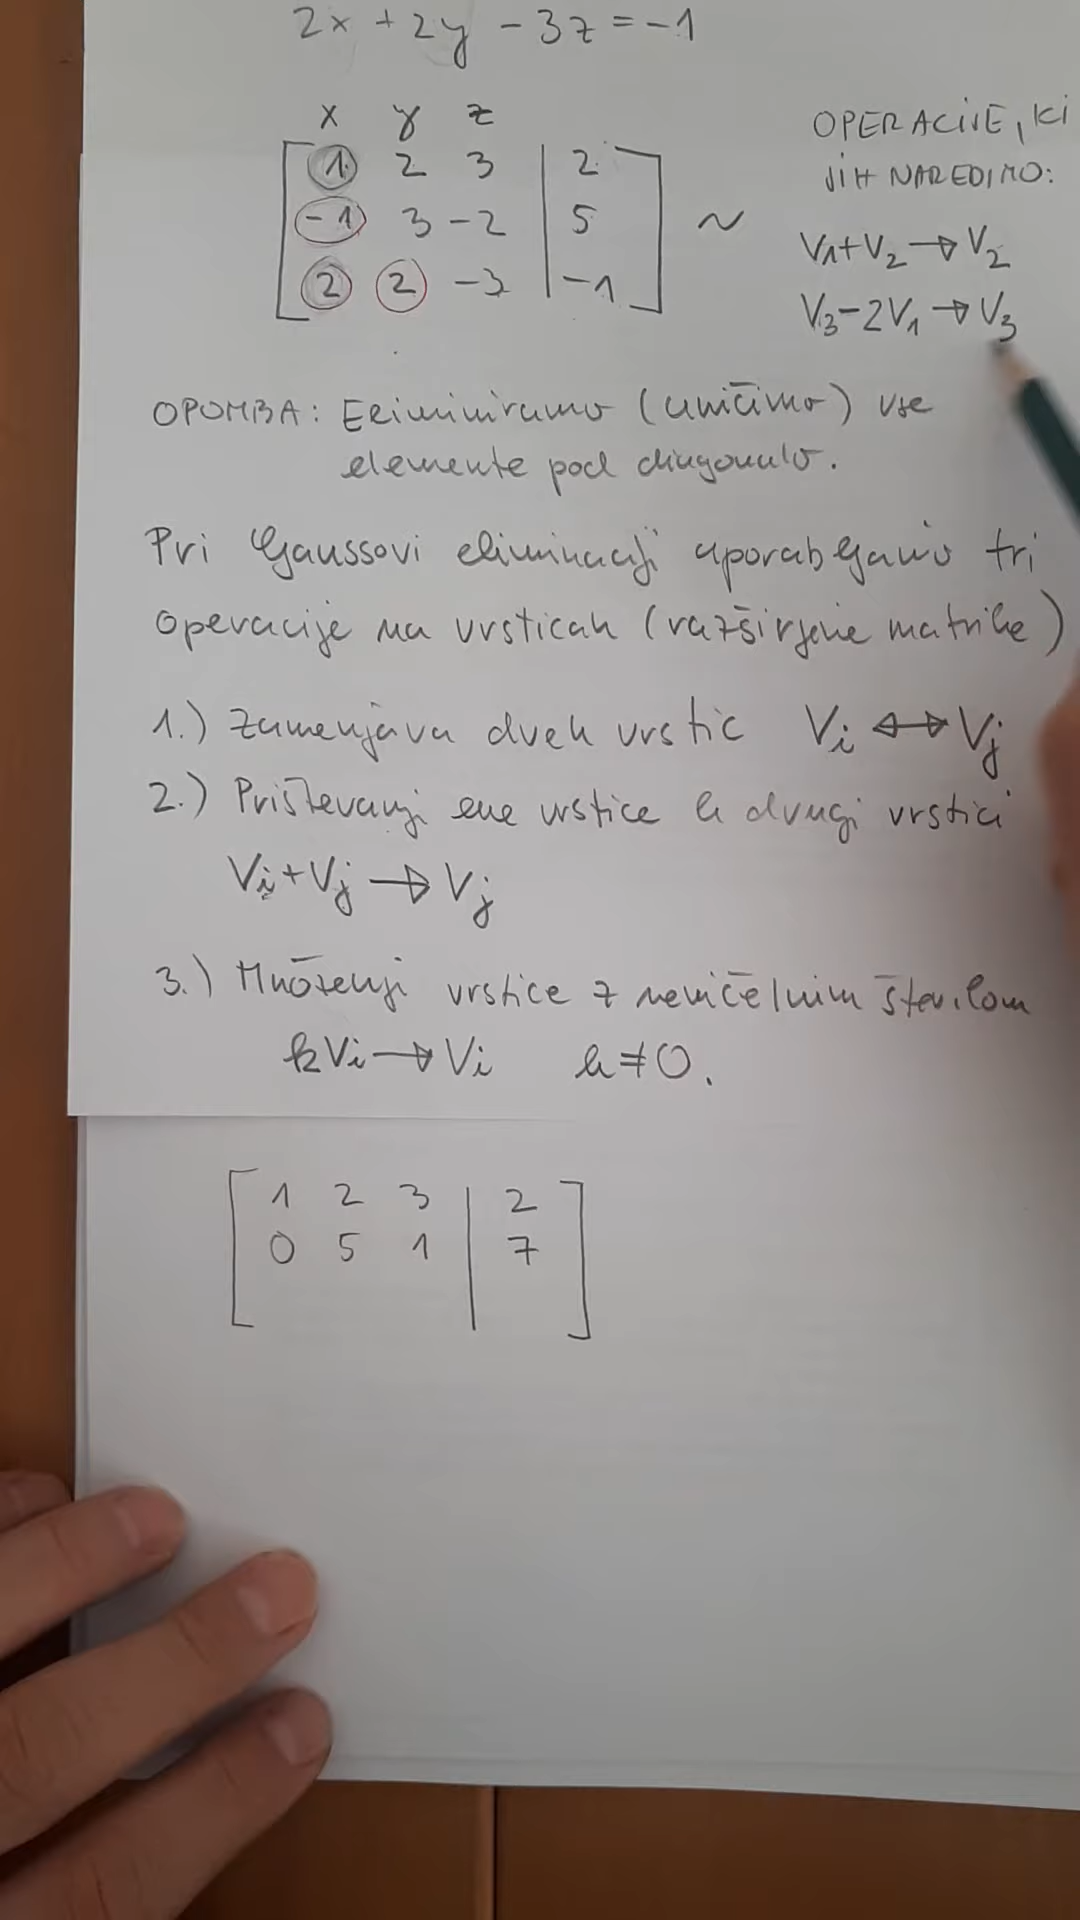 2x + 2y - 3z = -1
x y z
1 2 3 | 2
-1 3 -2 | 5 ~
2 2 -3 | -1
OPERACIJE, KI
JIH NAREDIMO:
V₁+V₂→V₂
V₃-2V₁→V₃
OPOMBA: Eliminiramo (uničimo) vse
elemente pod diagonalo.
Pri Gaussovi eliminaciji uporabljamo tri
operacije na vrsticah (razširjene matrike)
1.) Zamenjava dveh vrstic Vi ↔ Vj
2.) Prištevanje ene vrstice k drugi vrstici
Vi+Vj → Vj
3.) Množenje vrstice z neničelnim številom
kVi → Vi k≠0.
1 2 3 | 2
0 5 1 | 7